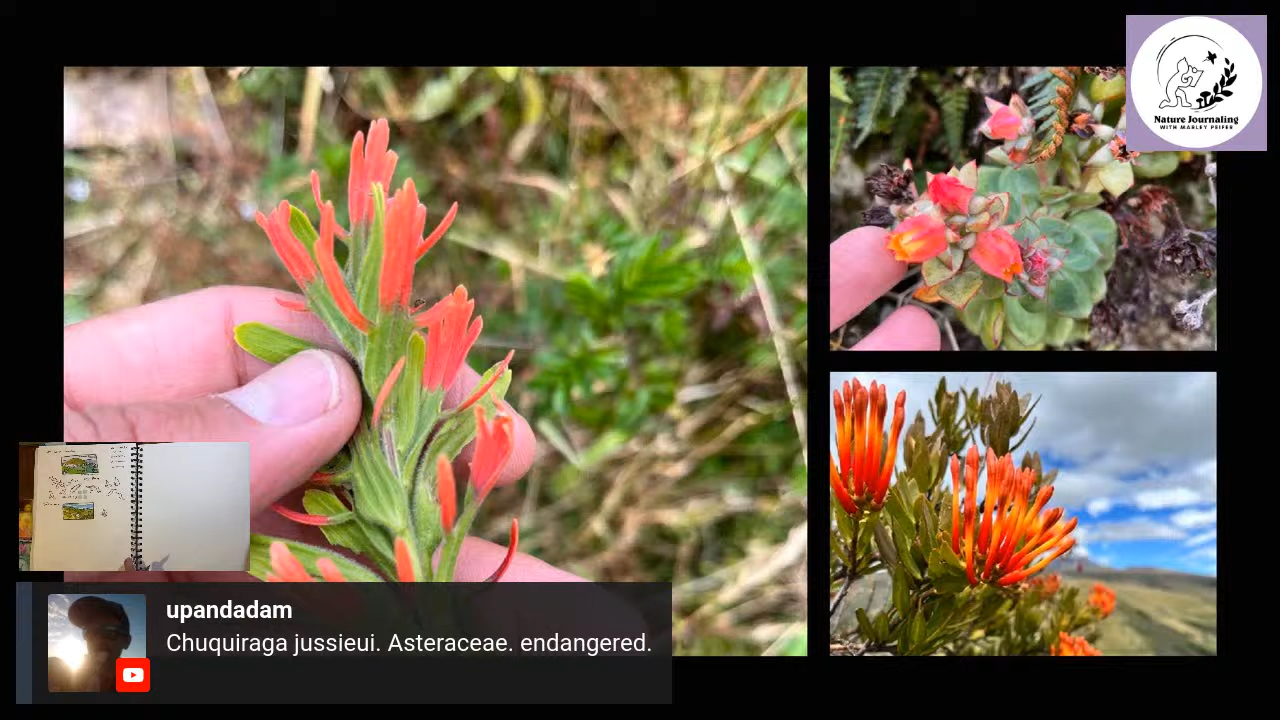 Nature Journaling
WITH MARLEY PEIFER
upandadam
Chuquiraga jussieui. Asteraceae. endangered.